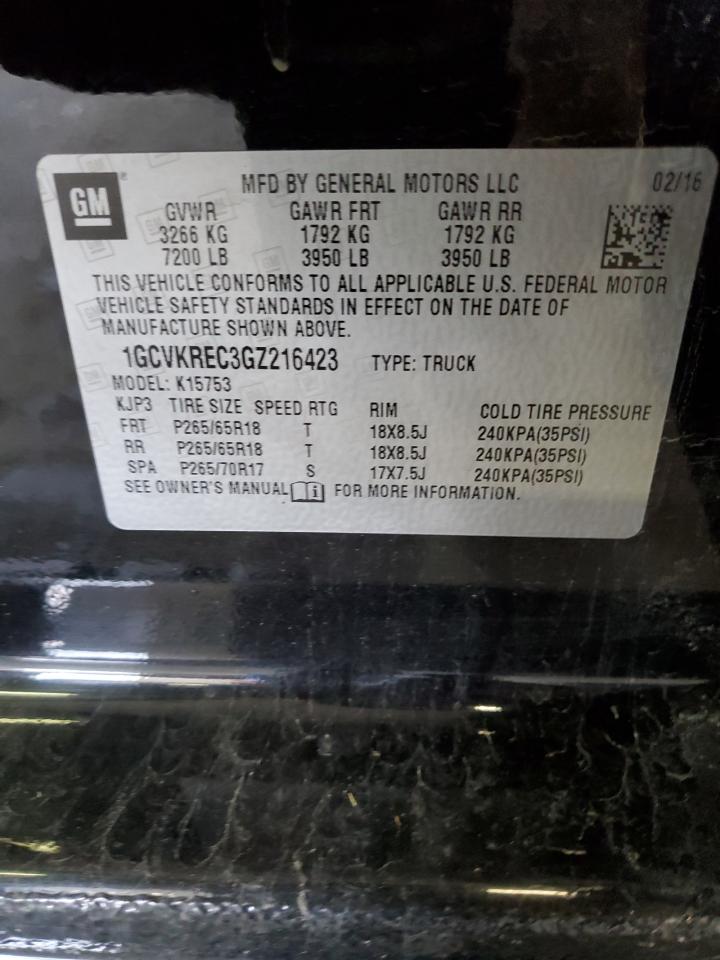 GM
MFD BY GENERAL MOTORS LLC 02/16
GVWR GAWR FRT GAWR RR
3266 KG 1792 KG 1792 KG
7200 LB 3950 LB 3950 LB
THIS VEHICLE CONFORMS TO ALL APPLICABLE U.S. FEDERAL MOTOR
VEHICLE SAFETY STANDARDS IN EFFECT ON THE DATE OF
MANUFACTURE SHOWN ABOVE.
1GCVKREC3GZ216423 TYPE: TRUCK
MODEL: K15753
KJP3 TIRE SIZE SPEED RTG RIM COLD TIRE PRESSURE
FRT P265/65R18 T 18X8.5J 240KPA(35PSI)
RR P265/65R18 T 18X8.5J 240KPA(35PSI)
SPA P265/70R17 S 17X7.5J 240KPA(35PSI)
SEE OWNER'S MANUAL i FOR MORE INFORMATION.